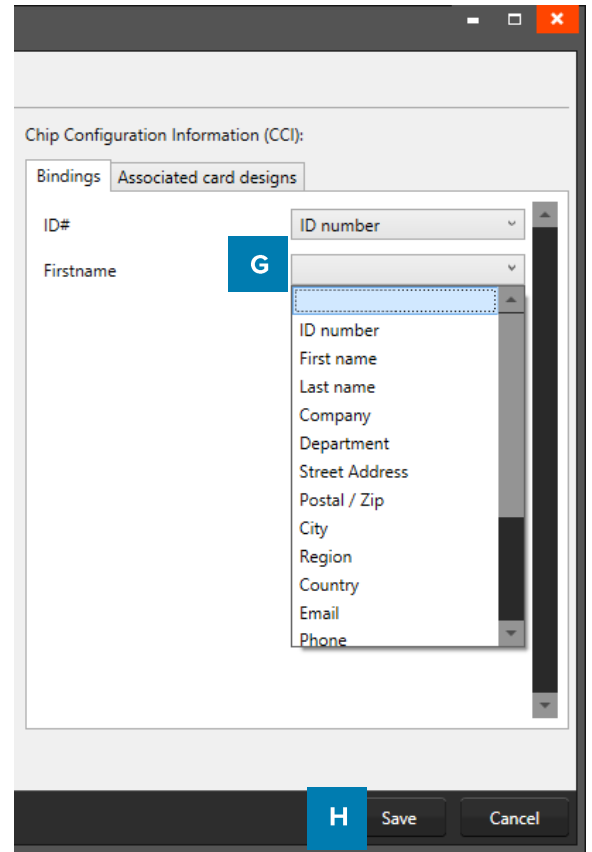 Chip Configuration Information (CCI):
Bindings Associated card designs
ID# ID number
G
Firstname
ID number
First name
Last name
Company
Department
Street Address
Postal / Zip
City
Region
Country
Email
Phone
H Save Cancel